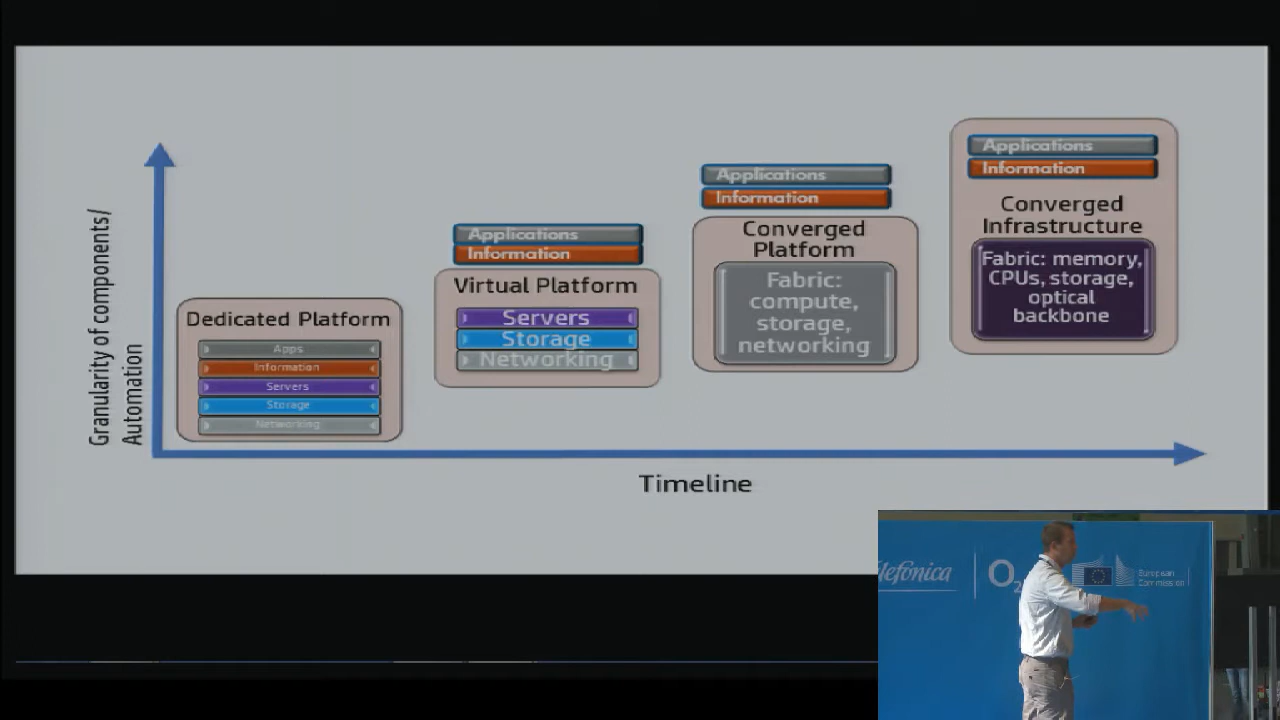 Granularity of components/
Automation
Dedicated Platform
Apps
Information
Servers
Storage
Networking
Applications
Information
Virtual Platform
Servers
Storage
Networking
Applications
Information
Converged
Platform
Fabric:
compute,
storage,
networking
Applications
Information
Converged
Infrastructure
Fabric: memory,
CPUs, storage,
optical
backbone
Timeline
elefónica
O2
European
Commission